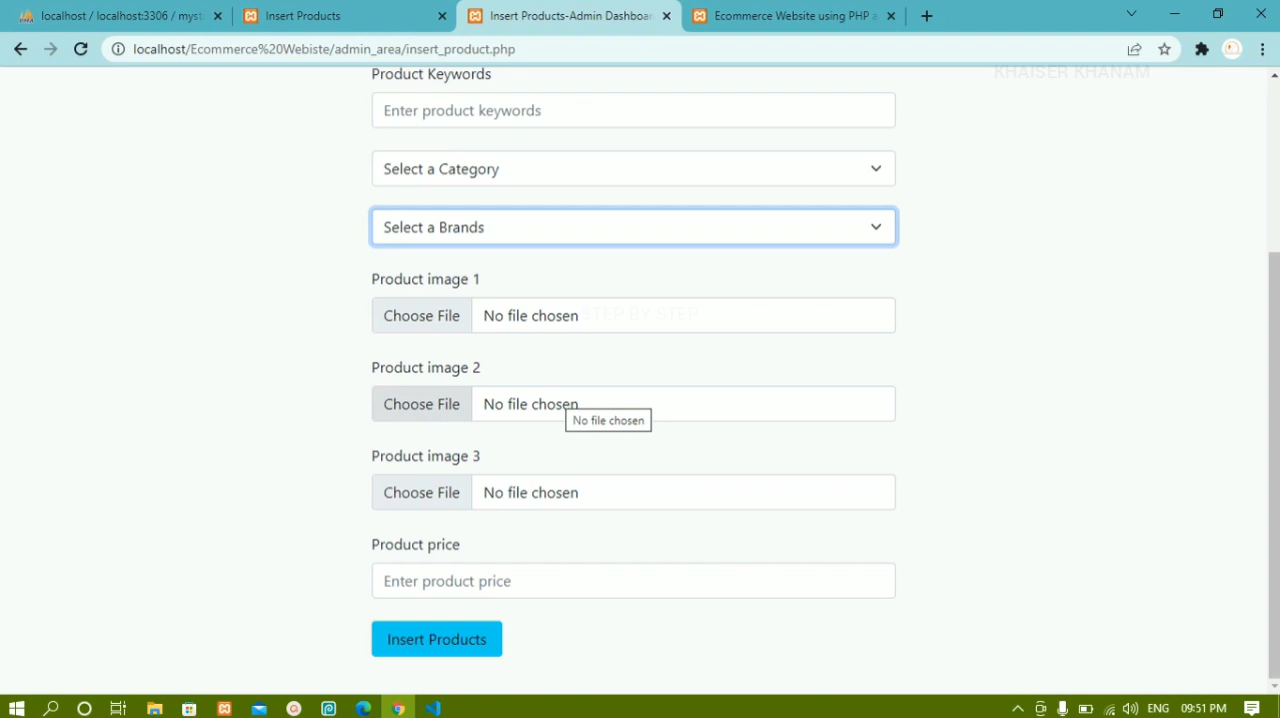 localhost / localhost:3306 / myst
Insert Products
Insert Products-Admin Dashboar
Ecommerce Website using PHP a
localhost/Ecommerce%20Webiste/admin_area/insert_product.php
KHAISER KHANAM
Product Keywords
Enter product keywords
Select a Category
Select a Brands
Product image 1
Choose File No file chosen
STEP BY STEP
Product image 2
Choose File No file chosen
No file chosen
Product image 3
Choose File No file chosen
Product price
Enter product price
Insert Products
ENG 09:51 PM